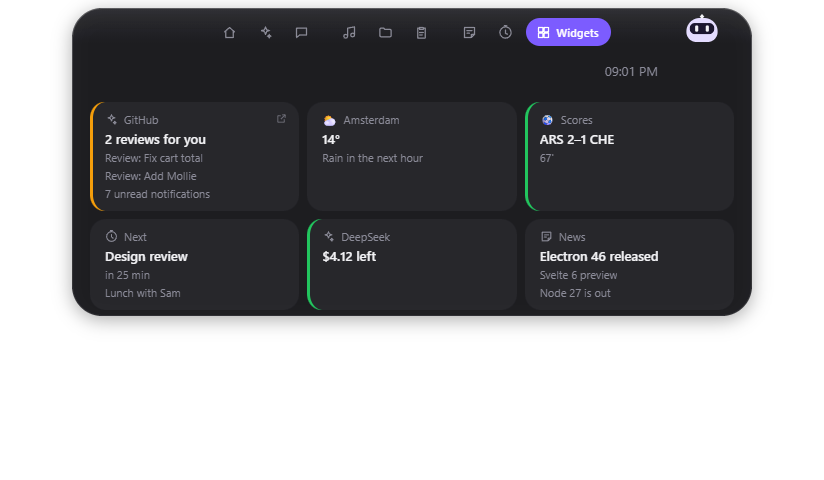 Widgets
09:01 PM
GitHub
2 reviews for you
Review: Fix cart total
Review: Add Mollie
7 unread notifications
Amsterdam
14°
Rain in the next hour
Scores
ARS 2–1 CHE
67'
Next
Design review
in 25 min
Lunch with Sam
DeepSeek
$4.12 left
News
Electron 46 released
Svelte 6 preview
Node 27 is out